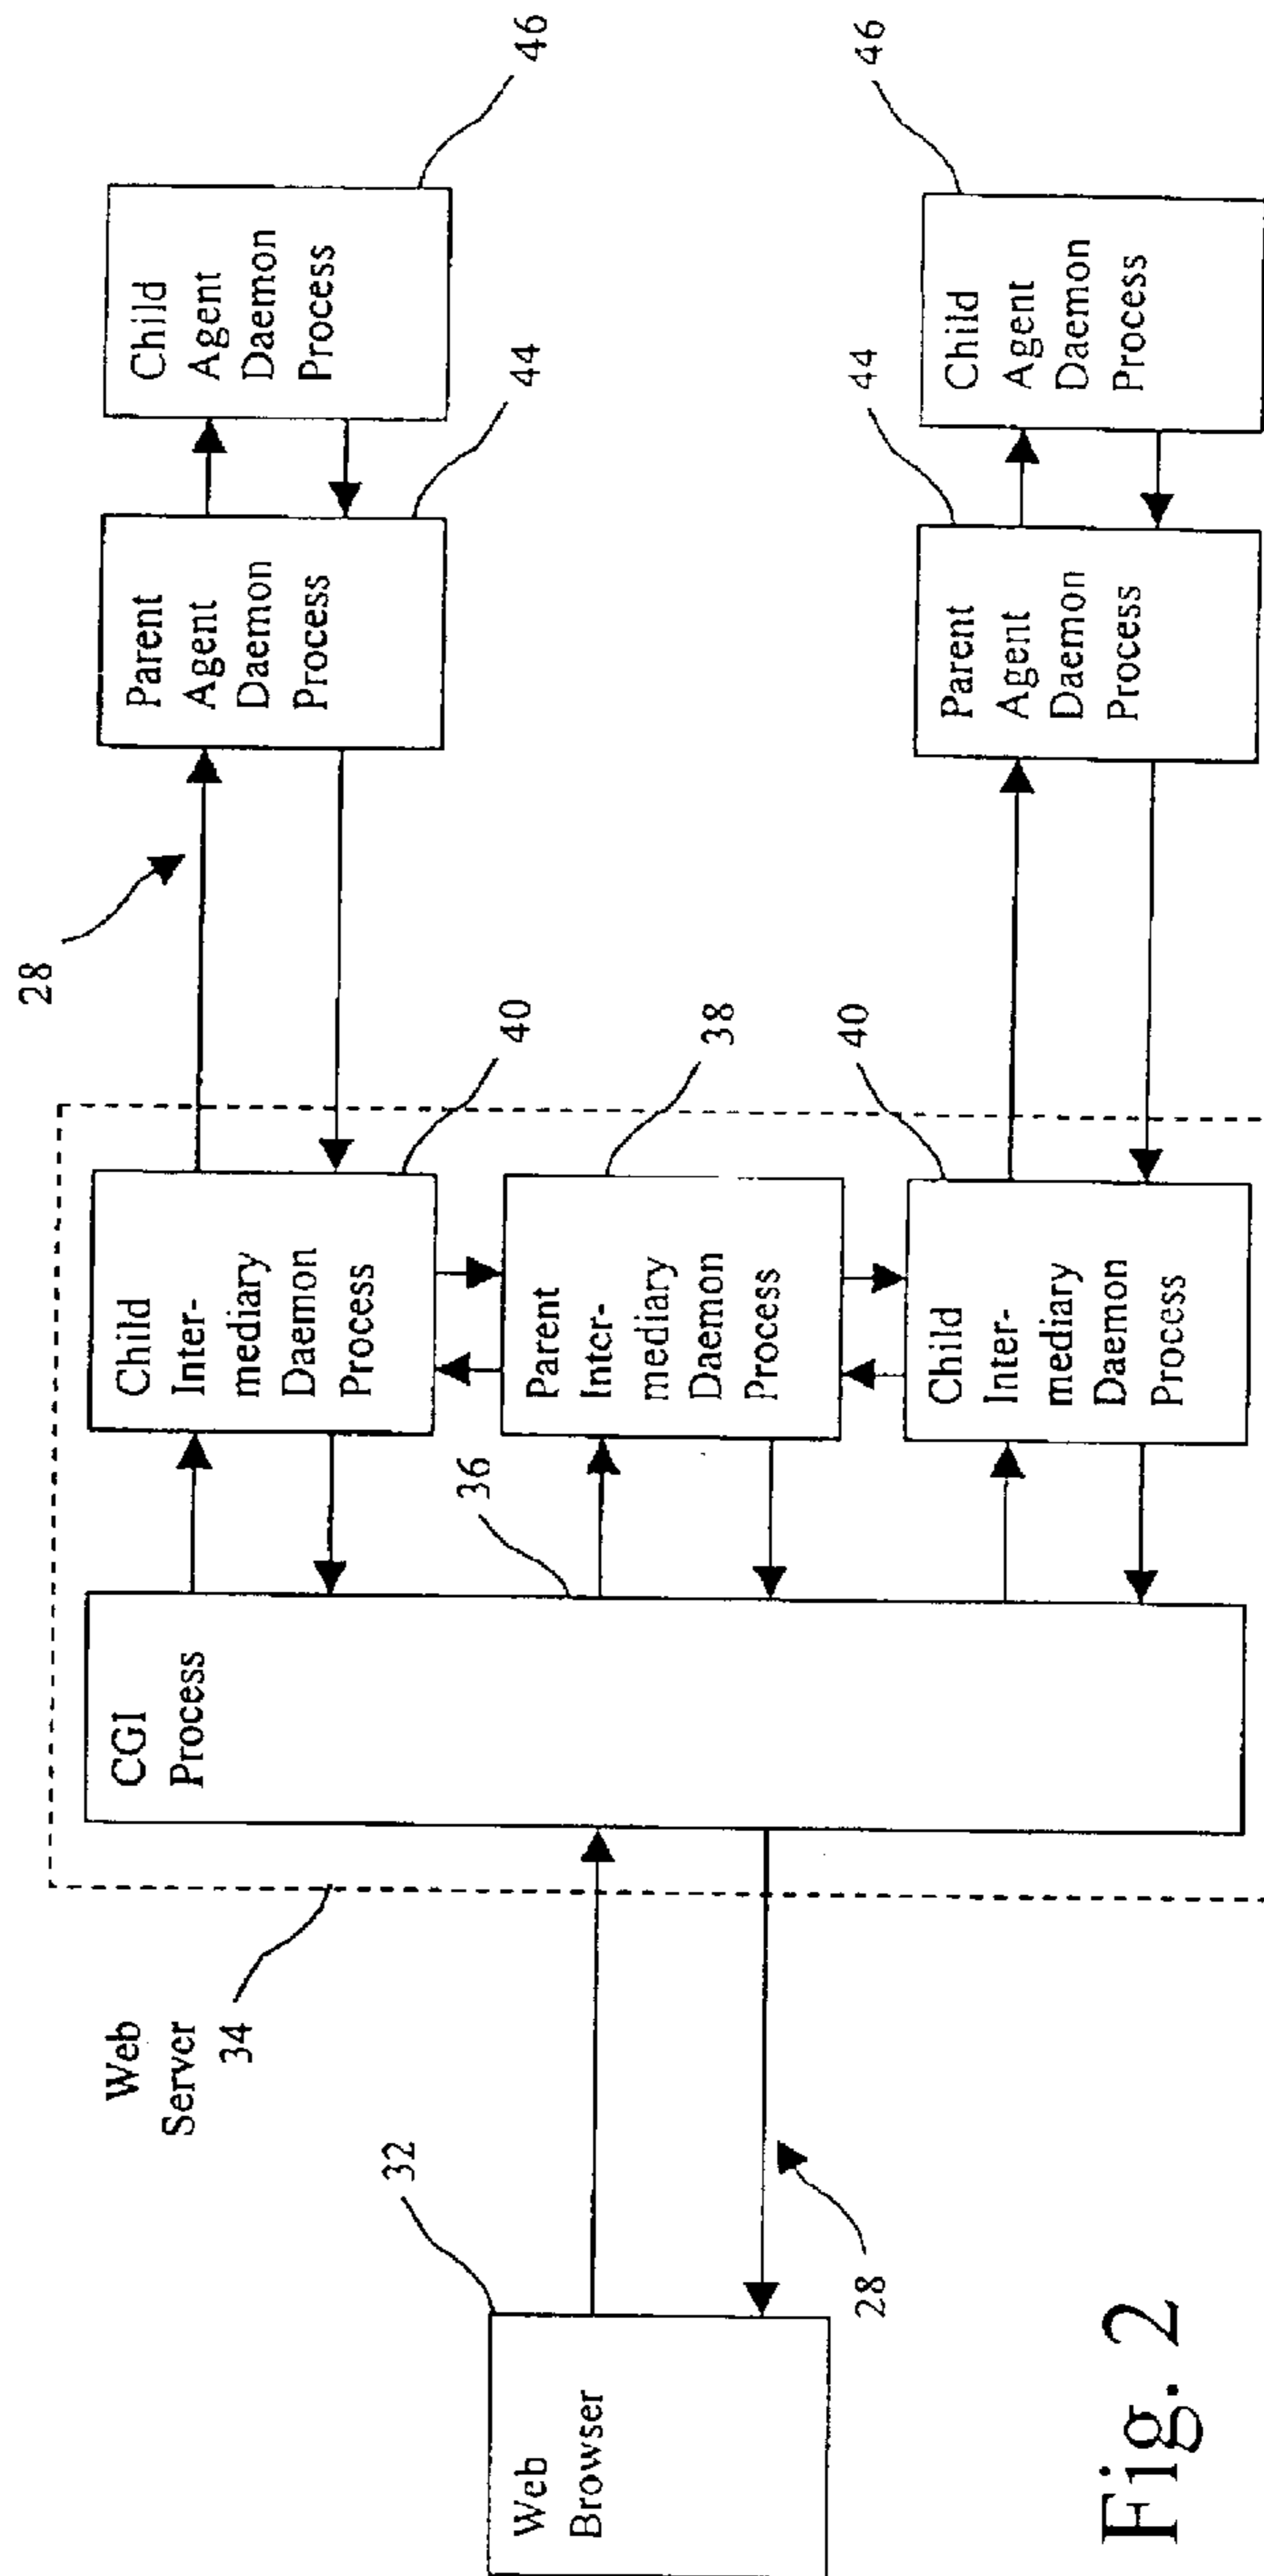 Web
Browser
32
28
Web
Server
34
CGI
Process
36
Child
Inter-
mediary
Daemon
Process
40
Parent
Inter-
mediary
Daemon
Process
38
Child
Inter-
mediary
Daemon
Process
40
28
Parent
Agent
Daemon
Process
44
Child
Agent
Daemon
Process
46
Parent
Agent
Daemon
Process
44
Child
Agent
Daemon
Process
46
Fig. 2